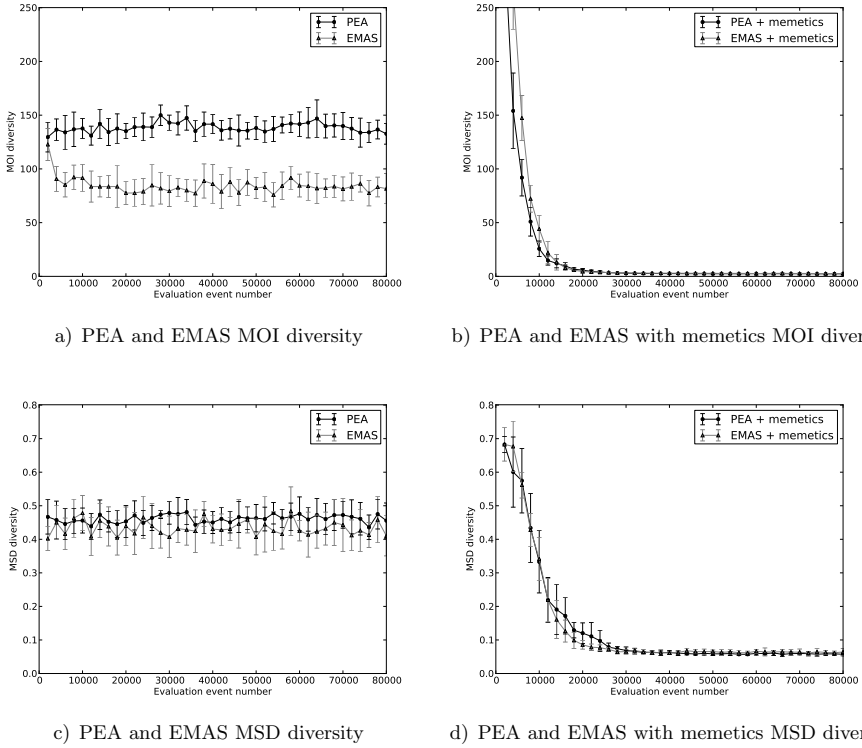 250
200
150
100
50
0
MOI diversity
PEA
EMAS
0 10000 20000 30000 40000 50000 60000 70000 80000
Evaluation event number
a) PEA and EMAS MOI diversity
250
200
150
100
50
0
MOI diversity
PEA + memetics
EMAS + memetics
0 10000 20000 30000 40000 50000 60000 70000 80000
Evaluation event number
b) PEA and EMAS with memetics MOI diver
0.8
0.7
0.6
0.5
0.4
0.3
0.2
0.1
0.0
MSD diversity
PEA
EMAS
0 10000 20000 30000 40000 50000 60000 70000 80000
Evaluation event number
c) PEA and EMAS MSD diversity
0.8
0.7
0.6
0.5
0.4
0.3
0.2
0.1
0.0
MSD diversity
PEA + memetics
EMAS + memetics
0 10000 20000 30000 40000 50000 60000 70000 80000
Evaluation event number
d) PEA and EMAS with memetics MSD diver